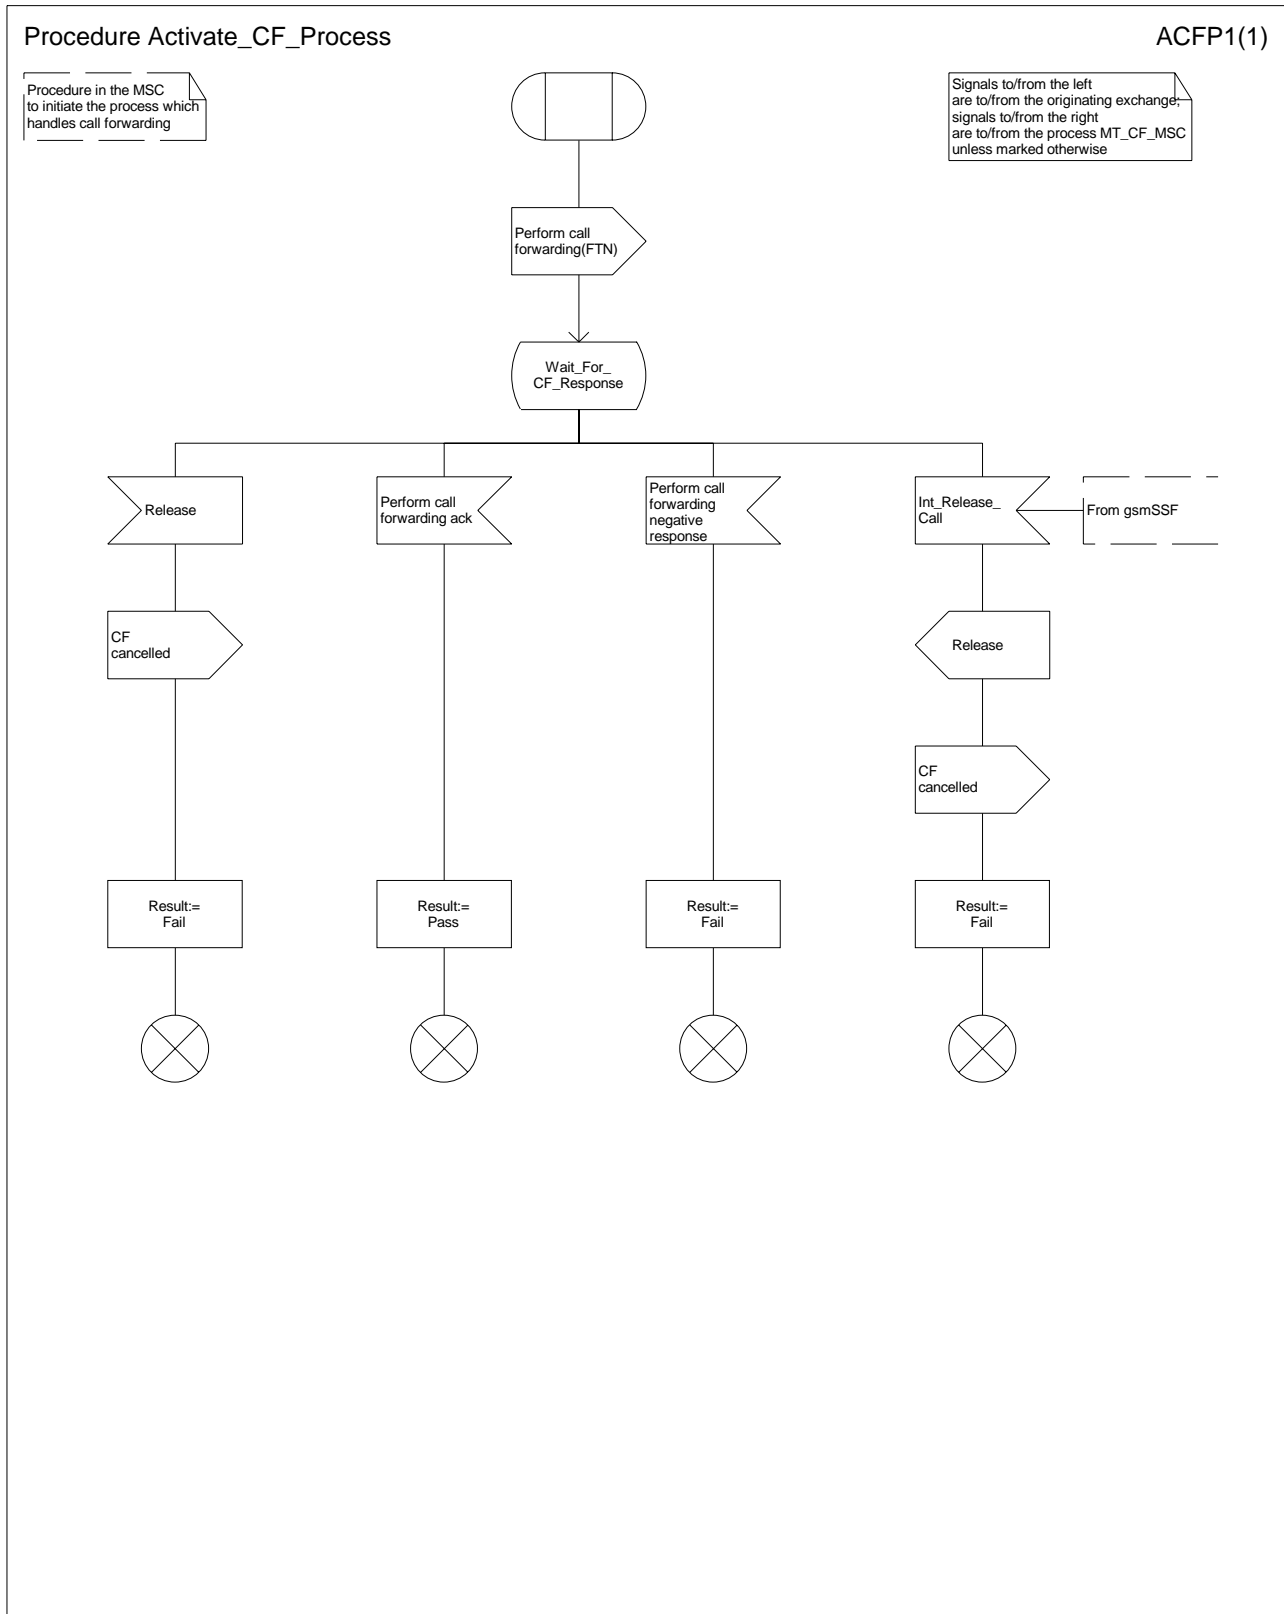 Procedure Activate_CF_Process
ACFP1(1)
Procedure in the MSC
to initiate the process which
handles call forwarding
Signals to/from the left
are to/from the originating exchange;
signals to/from the right
are to/from the process MT_CF_MSC
unless marked otherwise
Perform call
forwarding(FTN)
Wait_For_
CF_Response
Release
Perform call
forwarding ack
Perform call
forwarding
negative
response
Int_Release_
Call
From gsmSSF
CF
cancelled
Release
CF
cancelled
Result:=
Fail
Result:=
Pass
Result:=
Fail
Result:=
Fail